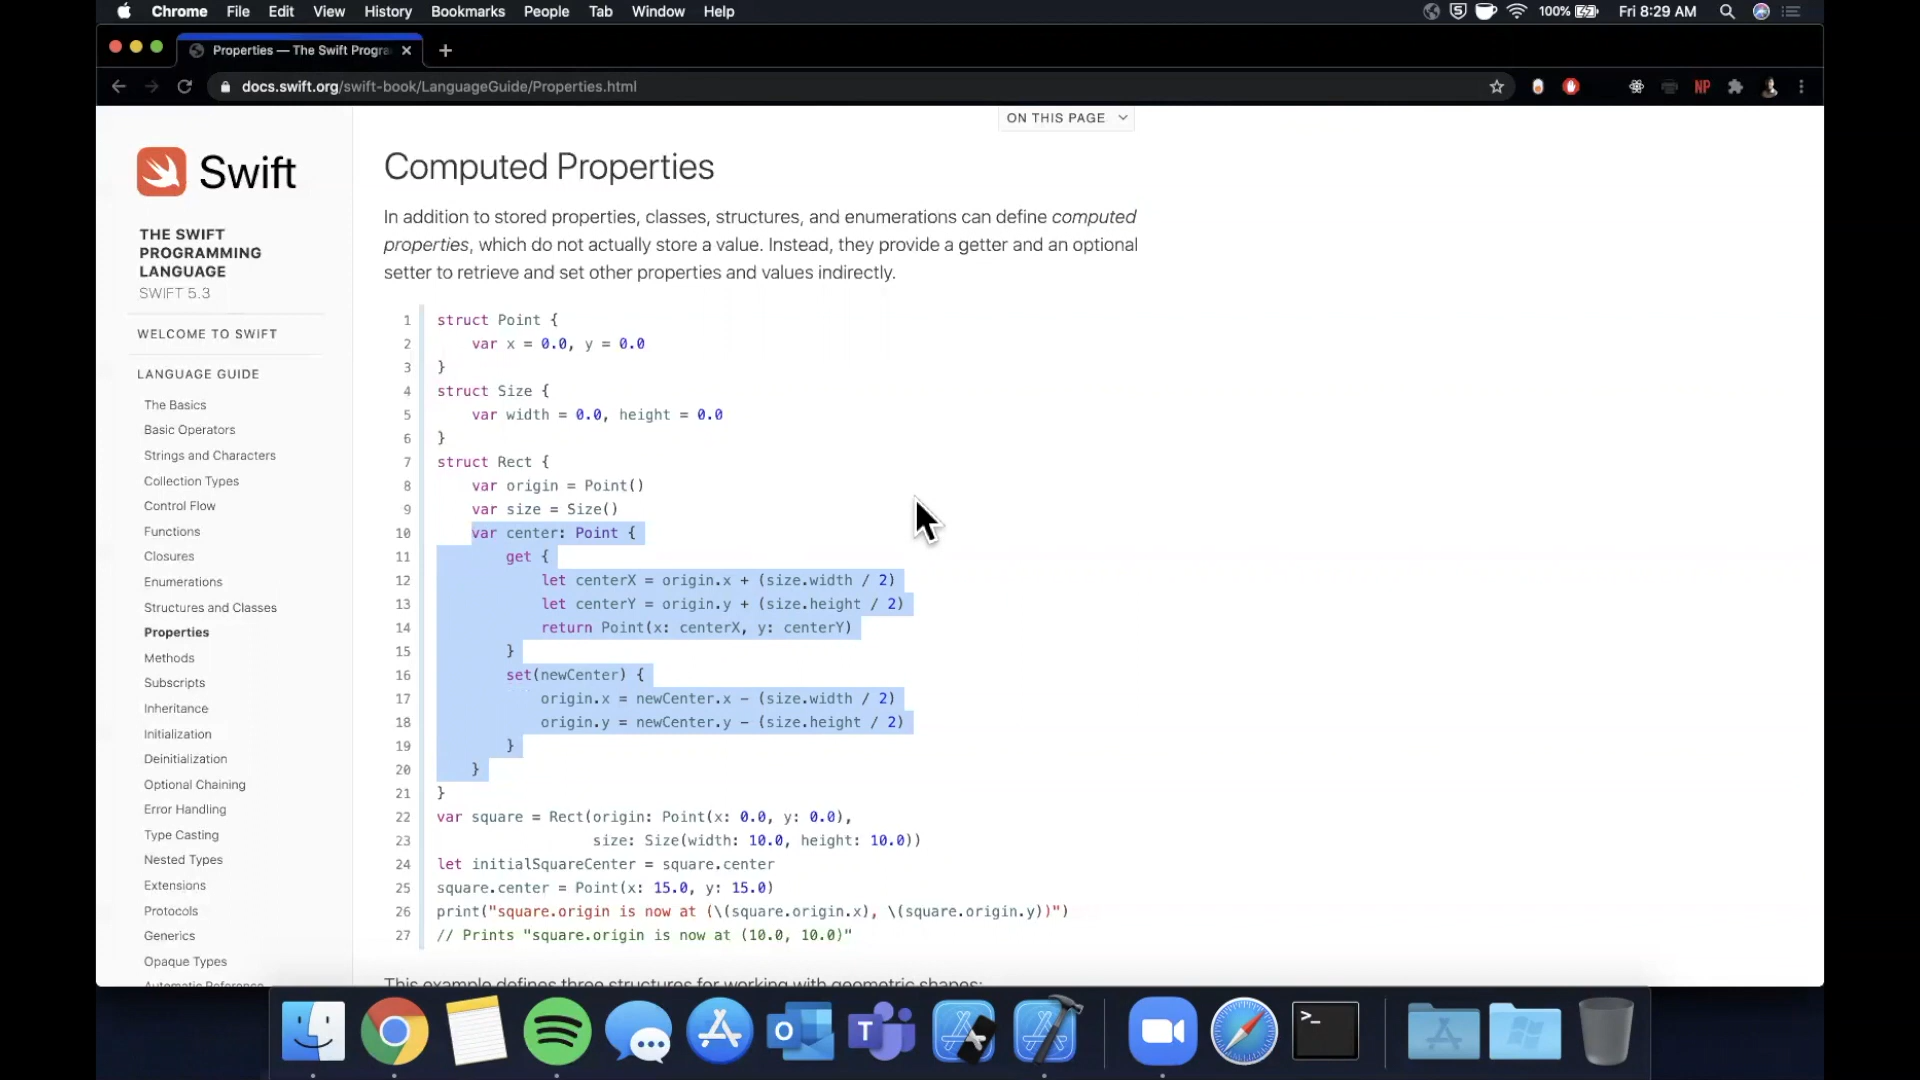 Chrome File Edit View History Bookmarks People Tab Window Help 100% Fri 8:29 AM
Properties — The Swift Progra
docs.swift.org/swift-book/LanguageGuide/Properties.html
NP
ON THIS PAGE
Swift
THE SWIFT
PROGRAMMING
LANGUAGE
SWIFT 5.3
WELCOME TO SWIFT
LANGUAGE GUIDE
The Basics
Basic Operators
Strings and Characters
Collection Types
Control Flow
Functions
Closures
Enumerations
Structures and Classes
Properties
Methods
Subscripts
Inheritance
Initialization
Deinitialization
Optional Chaining
Error Handling
Type Casting
Nested Types
Extensions
Protocols
Generics
Opaque Types
Automatic Reference
Computed Properties
In addition to stored properties, classes, structures, and enumerations can define computed
properties, which do not actually store a value. Instead, they provide a getter and an optional
setter to retrieve and set other properties and values indirectly.
1 struct Point {
2 var x = 0.0, y = 0.0
3 }
4 struct Size {
5 var width = 0.0, height = 0.0
6 }
7 struct Rect {
8 var origin = Point()
9 var size = Size()
10 var center: Point {
11 get {
12 let centerX = origin.x + (size.width / 2)
13 let centerY = origin.y + (size.height / 2)
14 return Point(x: centerX, y: centerY)
15 }
16 set(newCenter) {
17 origin.x = newCenter.x - (size.width / 2)
18 origin.y = newCenter.y - (size.height / 2)
19 }
20 }
21 }
22 var square = Rect(origin: Point(x: 0.0, y: 0.0),
23 size: Size(width: 10.0, height: 10.0))
24 let initialSquareCenter = square.center
25 square.center = Point(x: 15.0, y: 15.0)
26 print("square.origin is now at (\(square.origin.x), \(square.origin.y))")
27 // Prints "square.origin is now at (10.0, 10.0)"
This example defines three structures for working with geometric shapes: